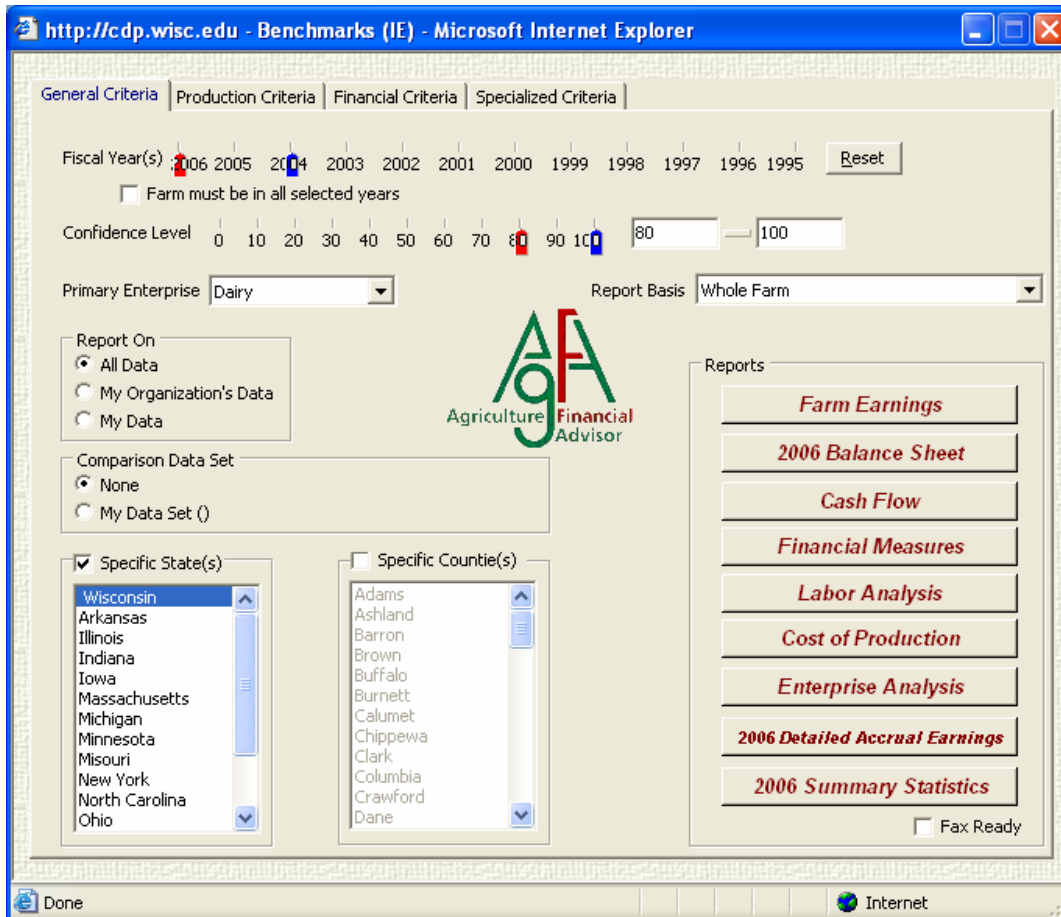 http://cdp.wisc.edu - Benchmarks (IE) - Microsoft Internet Explorer
General Criteria Production Criteria Financial Criteria Specialized Criteria
Fiscal Year(s) 2006 2005 2004 2003 2002 2001 2000 1999 1998 1997 1996 1995 Reset
Farm must be in all selected years
Confidence Level 0 10 20 30 40 50 60 70 80 90 100 80 100
Primary Enterprise Dairy Report Basis Whole Farm
Report On
All Data
My Organization's Data
My Data
AgFA
Agriculture Financial
Advisor
Comparison Data Set
None
My Data Set ()
Specific State(s)
Wisconsin
Arkansas
Illinois
Indiana
Iowa
Massachusetts
Michigan
Minnesota
Misouri
New York
North Carolina
Ohio
Specific Countie(s)
Adams
Ashland
Barron
Brown
Buffalo
Burnett
Calumet
Chippewa
Clark
Columbia
Crawford
Dane
Reports
Farm Earnings
2006 Balance Sheet
Cash Flow
Financial Measures
Labor Analysis
Cost of Production
Enterprise Analysis
2006 Detailed Accrual Earnings
2006 Summary Statistics
Fax Ready
Done Internet